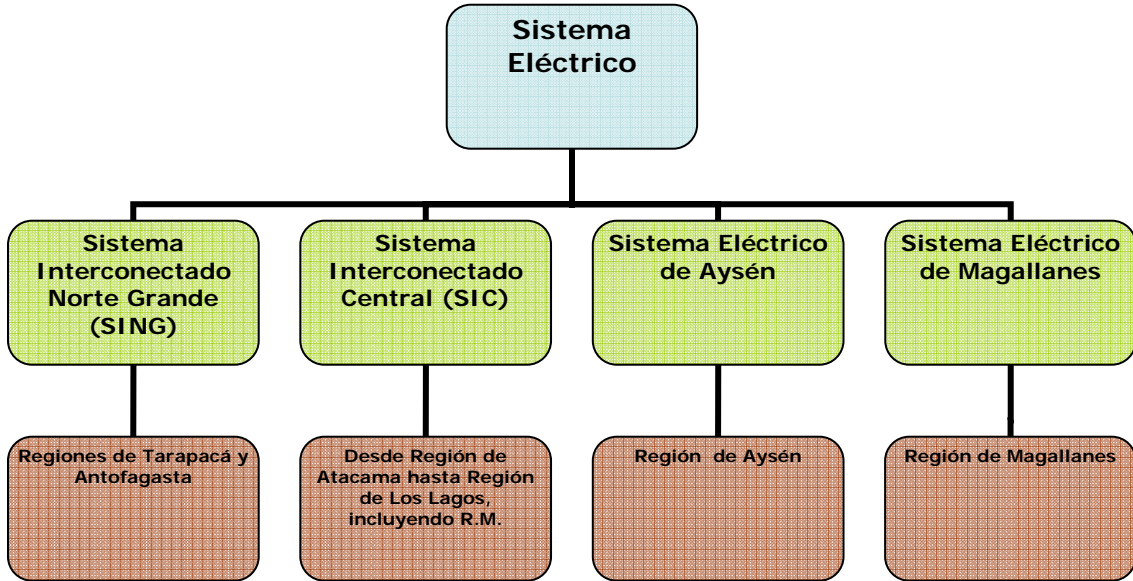 Sistema
Eléctrico
Sistema
Interconectado
Norte Grande
(SING)
Sistema
Interconectado
Central (SIC)
Sistema Eléctrico
de Aysén
Sistema Eléctrico
de Magallanes
Regiones de Tarapacá y
Antofagasta
Desde Región de
Atacama hasta Región
de Los Lagos,
incluyendo R.M.
Región de Aysén
Región de Magallanes